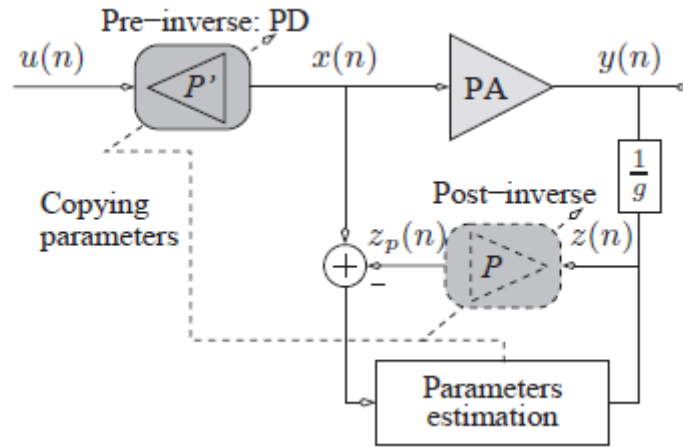 Pre−inverse: PD
u(n)
P'
x(n)
PA
y(n)
1
g
Copying
parameters
Post−inverse
z_p(n)
P
z(n)
+
−
Parameters
estimation